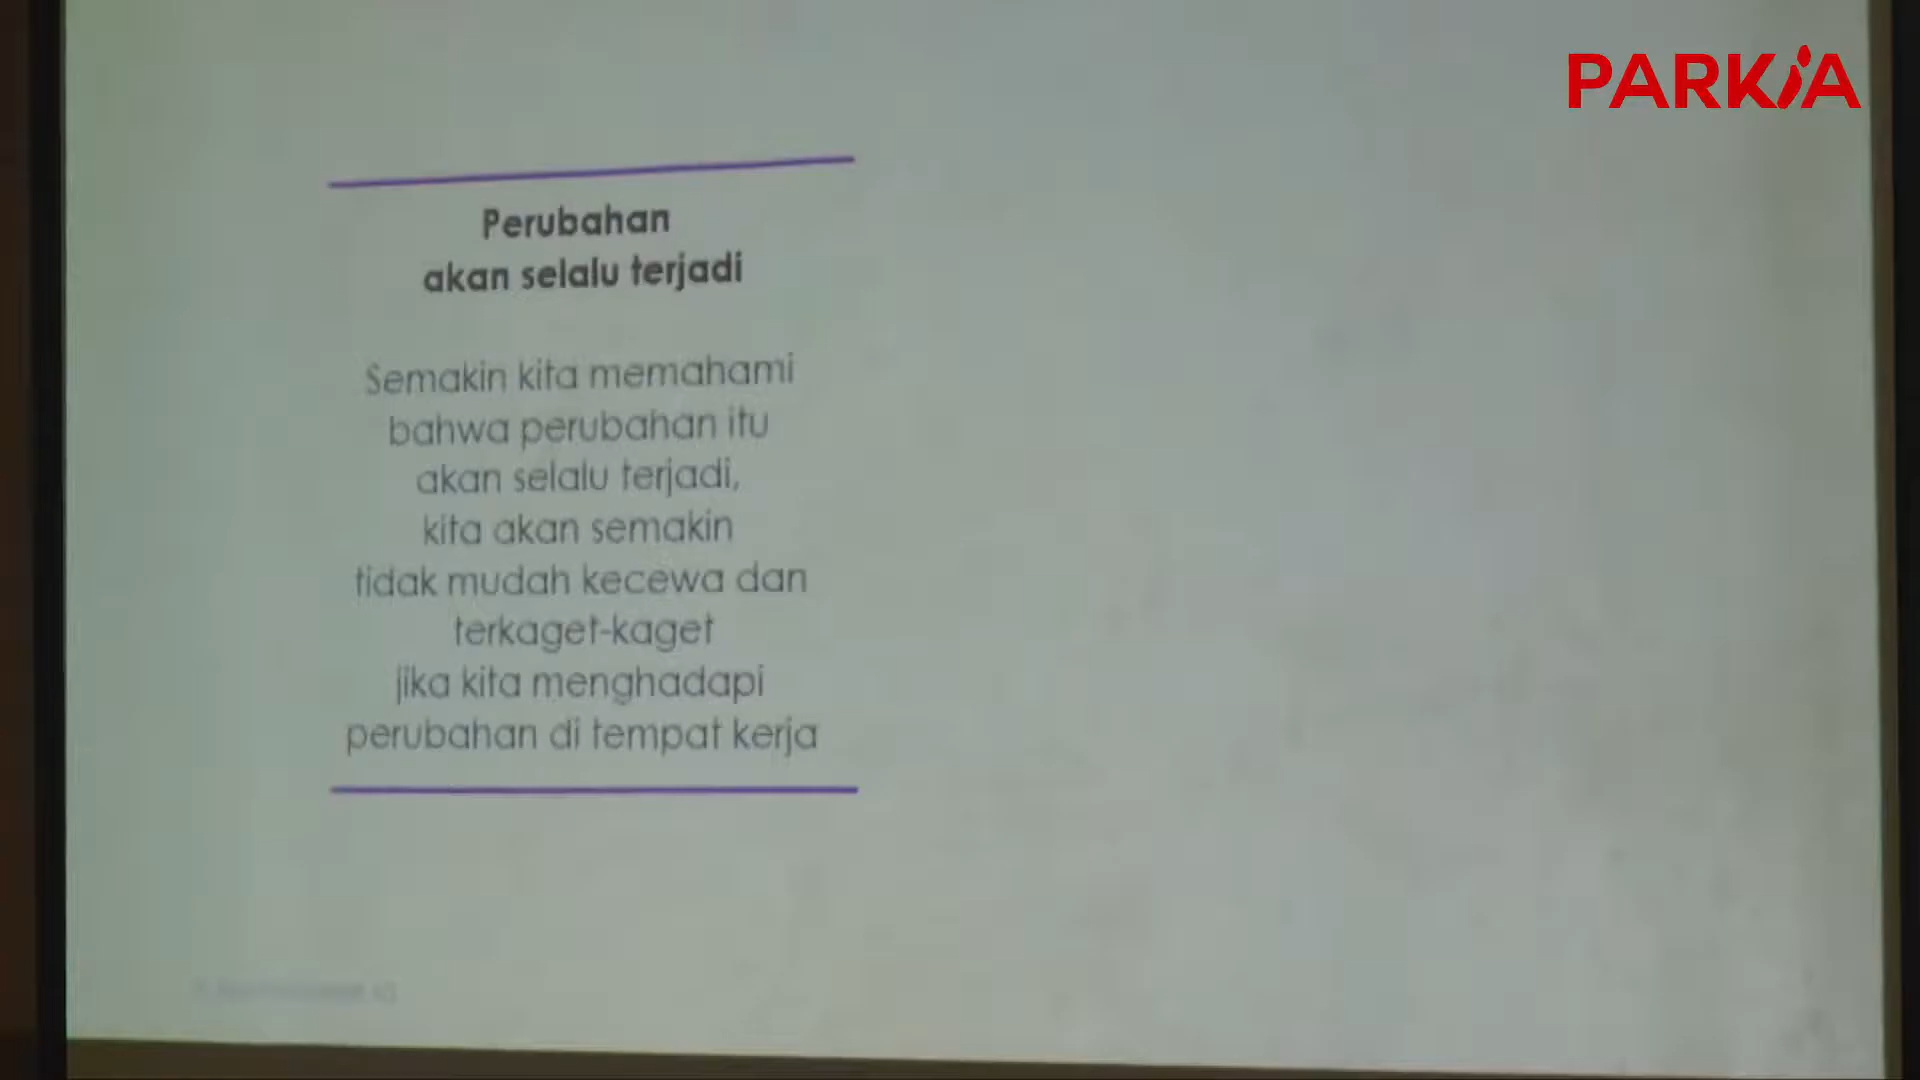 PARKIA
Perubahan
akan selalu terjadi
Semakin kita memahami
bahwa perubahan itu
akan selalu terjadi,
kita akan semakin
tidak mudah kecewa dan
terkaget-kaget
jika kita menghadapi
perubahan di tempat kerja